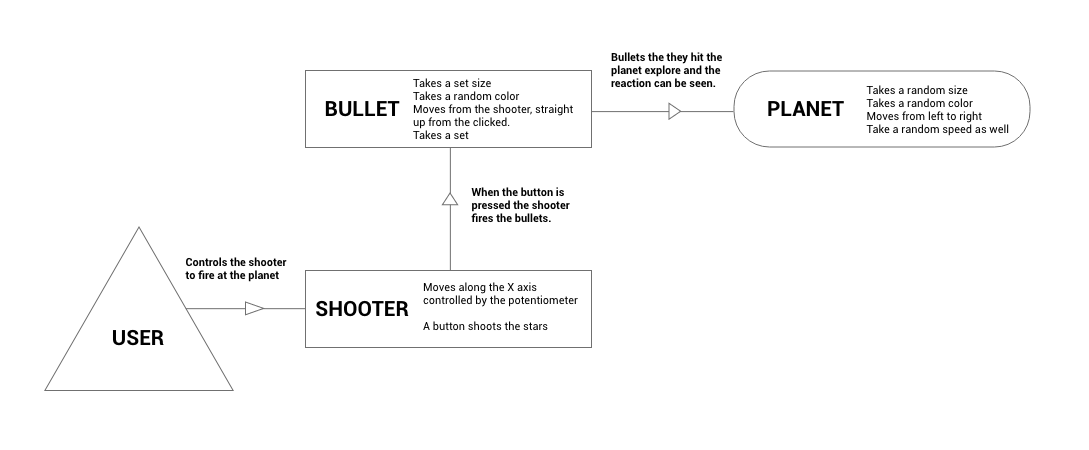 Bullets the they hit the
planet explore and the
reaction can be seen.
BULLET
Takes a set size
Takes a random color
Moves from the shooter, straight
up from the clicked.
Takes a set
PLANET
Takes a random size
Takes a random color
Moves from left to right
Take a random speed as well
When the button is
pressed the shooter
fires the bullets.
Controls the shooter
to fire at the planet
SHOOTER
Moves along the X axis
controlled by the potentiometer
A button shoots the stars
USER